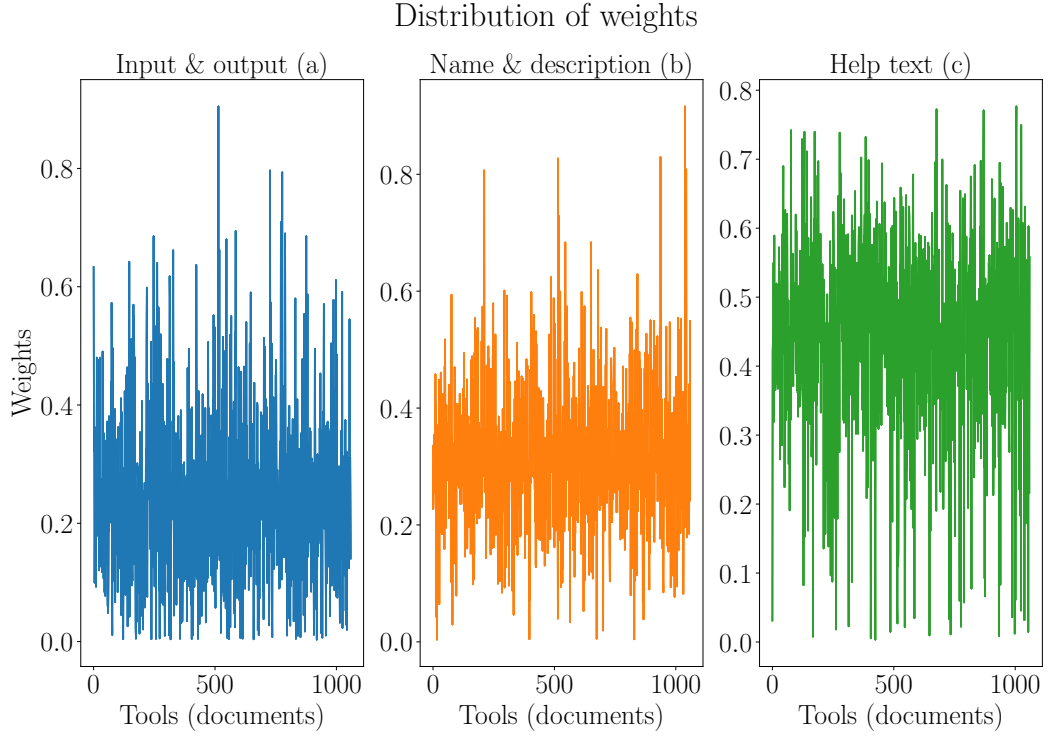 Distribution of weights
Input & output (a)
Name & description (b)
Help text (c)
Weights
0.8
0.6
0.4
0.2
0.0
0.8
0.6
0.4
0.2
0.0
0.8
0.7
0.6
0.5
0.4
0.3
0.2
0.1
0.0
0 500 1000
0 500 1000
0 500 1000
Tools (documents)
Tools (documents)
Tools (documents)